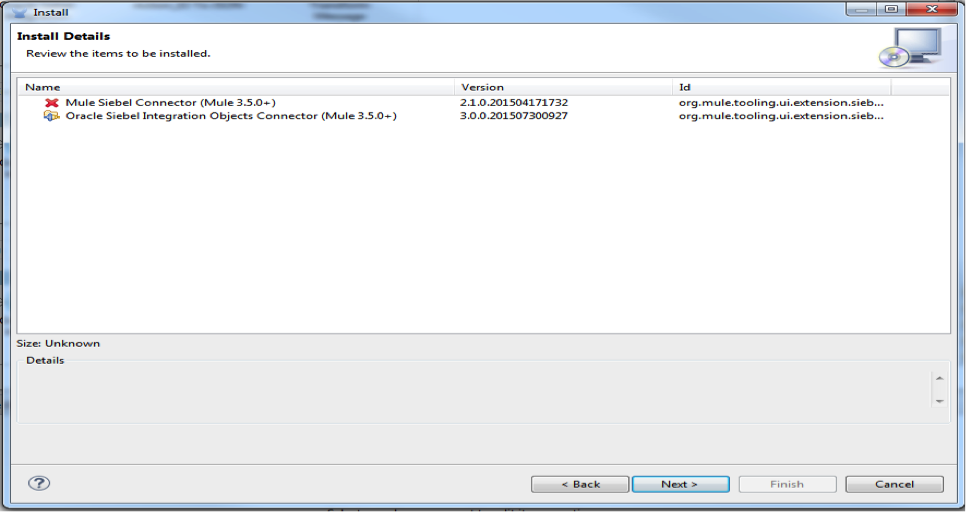 Install
Install Details
Review the items to be installed.
Name Version Id
Mule Siebel Connector (Mule 3.5.0+) 2.1.0.201504171732 org.mule.tooling.ui.extension.sieb...
Oracle Siebel Integration Objects Connector (Mule 3.5.0+) 3.0.0.201507300927 org.mule.tooling.ui.extension.sieb...
Size: Unknown
Details
? < Back Next > Finish Cancel